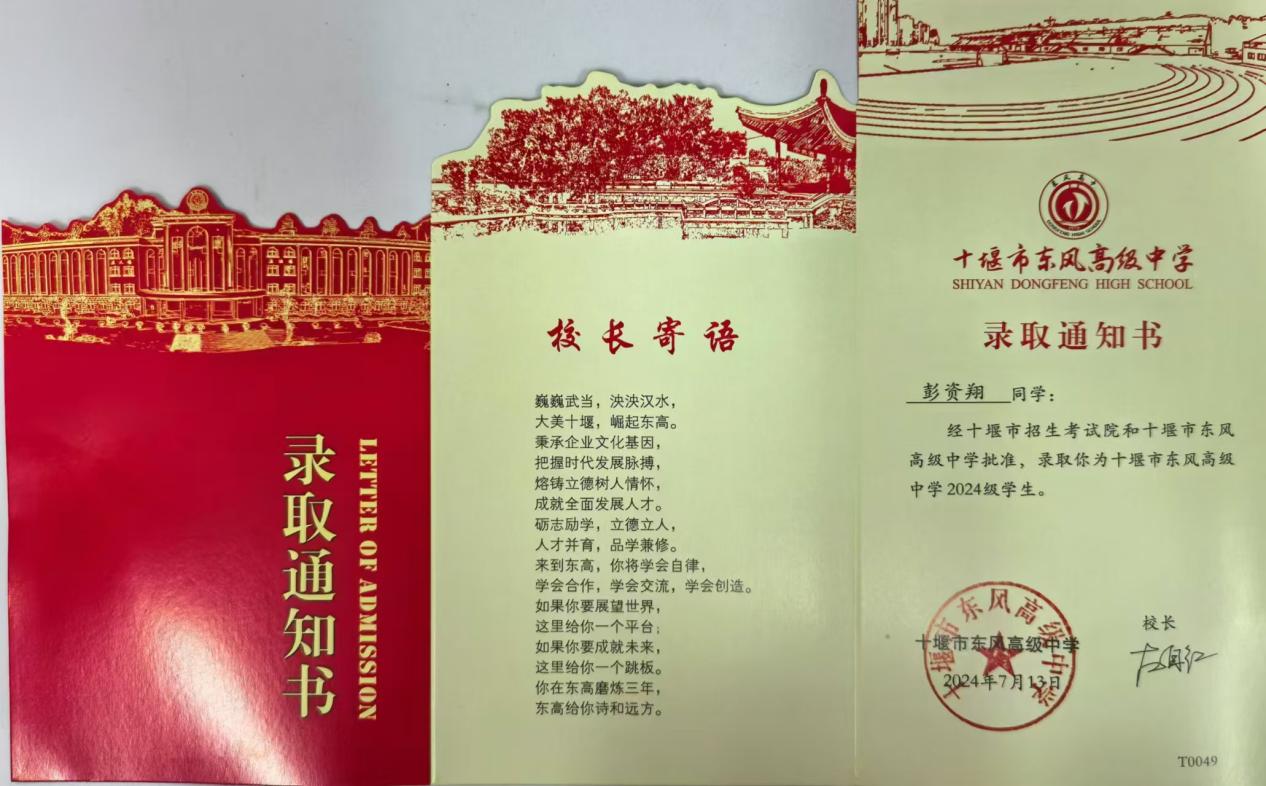 录取通知书
LETTER OF ADMISSION
校长寄语
巍巍武当，泱泱汉水，
大美十堰，崛起东高。
秉承企业文化基因，
把握时代发展脉搏，
熔铸立德树人情怀，
成就全面发展人才。
砺志励学，立德立人，
人才并育，品学兼修。
来到东高，你将学会自律，
学会合作，学会交流，学会创造。
如果你要展望世界，
这里给你一个平台；
如果你要成就未来，
这里给你一个跳板。
你在东高磨炼三年，
东高给你诗和远方。
十堰市东风高级中学
SHIYAN DONGFENG HIGH SCHOOL
录取通知书
彭资翔 同学：
经十堰市招生考试院和十堰市东风
高级中学批准，录取你为十堰市东风高级
中学2024级学生。
十堰市东风高级中学
十堰市东风高级中学
2024年7月13日
校长
T0049